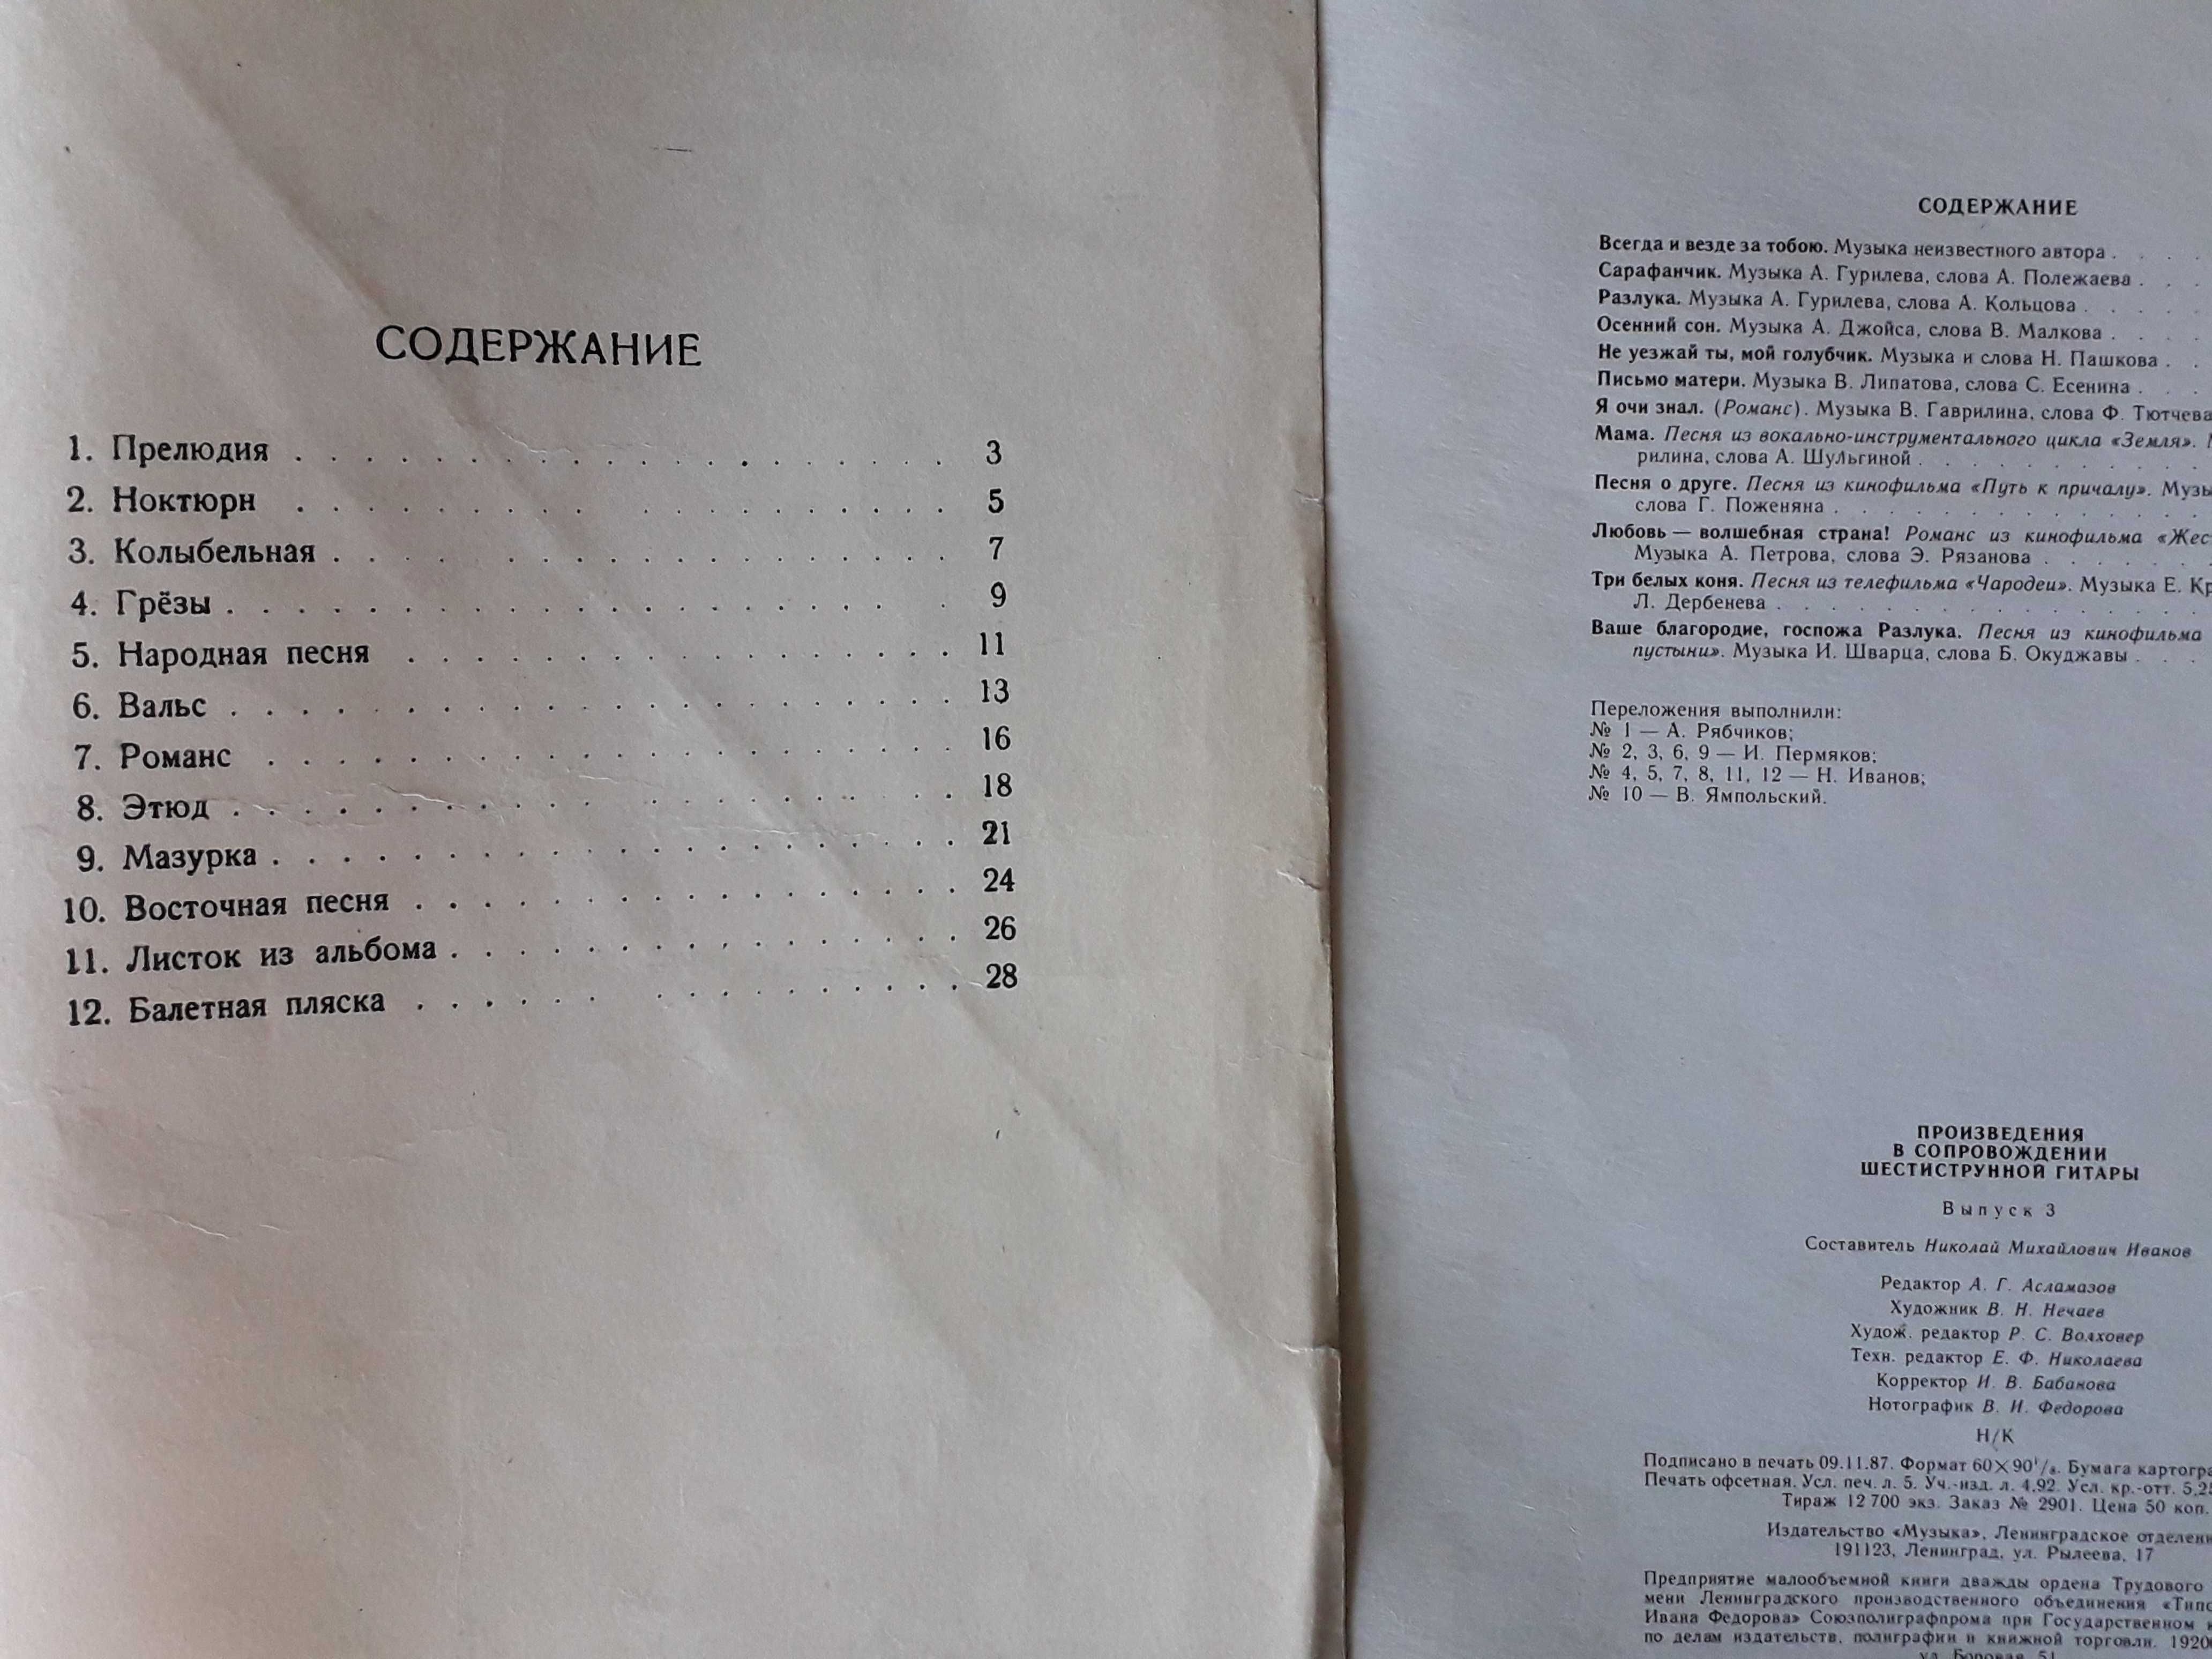 СОДЕРЖАНИЕ
1. Прелюдия . . . . . . . . . . . . . . . . . . 3
2. Ноктюрн . . . . . . . . . . . . . . . . . . 5
3. Колыбельная . . . . . . . . . . . . . . . . . 7
4. Грёзы . . . . . . . . . . . . . . . . . . . . 9
5. Народная песня . . . . . . . . . . . . . . . . 11
6. Вальс . . . . . . . . . . . . . . . . . . . . 13
7. Романс . . . . . . . . . . . . . . . . . . . 16
8. Этюд . . . . . . . . . . . . . . . . . . . . 18
9. Мазурка . . . . . . . . . . . . . . . . . . . 21
10. Восточная песня . . . . . . . . . . . . . . . 24
11. Листок из альбома . . . . . . . . . . . . . . 26
12. Балетная пляска . . . . . . . . . . . . . . . 28
СОДЕРЖАНИЕ
Всегда и везде за тобою. Музыка неизвестного автора . . . .
Сарафанчик. Музыка А. Гурилева, слова А. Полежаева . . .
Разлука. Музыка А. Гурилева, слова А. Кольцова . . . . .
Осенний сон. Музыка А. Джойса, слова В. Малкова . . . .
Не уезжай ты, мой голубчик. Музыка и слова Н. Пашкова . .
Письмо матери. Музыка В. Липатова, слова С. Есенина . . .
Я очи знал. (Романс). Музыка В. Гаврилина, слова Ф. Тютчева
Мама. Песня из вокально-инструментального цикла «Земля».
рилина, слова А. Шульгиной . . . . . . . . . . .
Песня о друге. Песня из кинофильма «Путь к причалу».
слова Г. Поженяна . . . . . . . . . . . . . .
Любовь — волшебная страна! Романс из кинофильма
Музыка А. Петрова, слова Э. Рязанова . . . . . . .
Три белых коня. Песня из телефильма «Чародеи». Музыка Е.
Л. Дербенева . . . . . . . . . . . . . . . .
Ваше благородие, госпожа Разлука. Песня из кинофильма
пустыни». Музыка И. Шварца, слова Б. Окуджавы . . .
Переложения выполнили:
№ 1 — А. Рябчиков;
№ 2, 3, 6, 9 — И. Пермяков;
№ 4, 5, 7, 8, 11, 12 — Н. Иванов;
№ 10 — В. Ямпольский.
ПРОИЗВЕДЕНИЯ
В СОПРОВОЖДЕНИИ
ШЕСТИСТРУННОЙ ГИТАРЫ
Выпуск 3
Составитель Николай Михайлович Иванов
Редактор А. Г. Асламазов
Художник В. Н. Нечаев
Худож. редактор Р. С. Волховер
Техн. редактор Е. Ф. Николаева
Корректор И. В. Бабанова
Нотографик В. И. Федорова
Н/К
Подписано в печать 09.11.87. Формат 60×90¹/₈. Бумага
Печать офсетная. Усл. печ. л. 5. Уч.-изд. л. 4,92. Усл. кр.-отт.
Тираж 12 700 экз. Заказ № 2901. Цена 50 коп.
Издательство «Музыка», Ленинградское
191123, Ленинград, ул. Рылеева, 17
Предприятие малообъемной книги дважды ордена Трудового
мени Ленинградского производственного объединения
Ивана Федорова» Союзполиграфпрома при Государственном
по делам издательств, полиграфии и книжной торговли.
ул. Боровая, 51